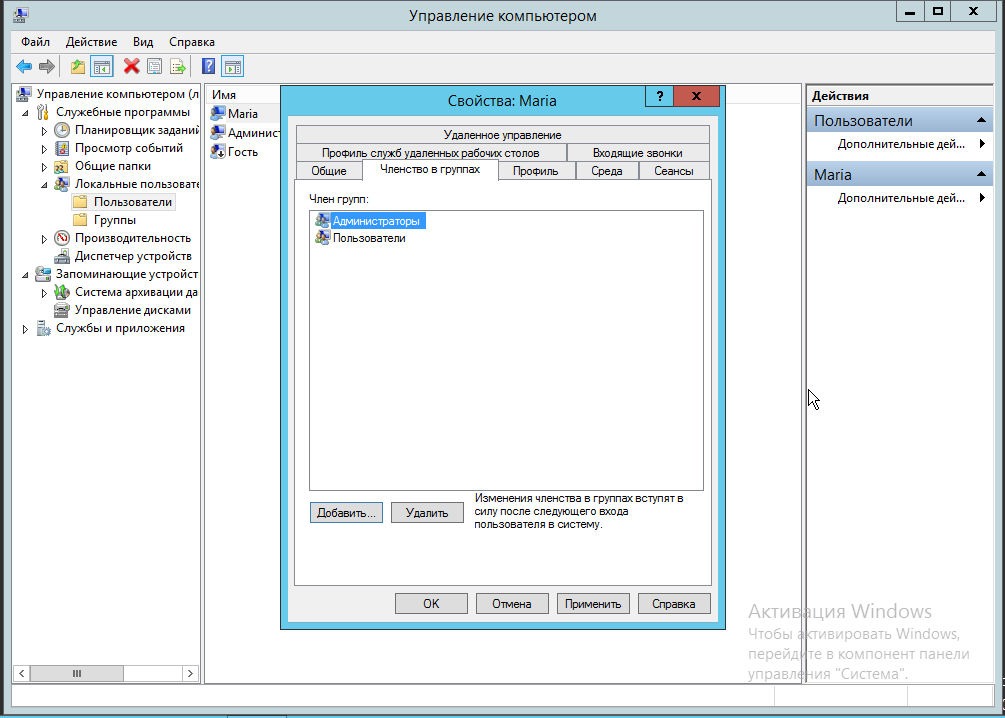 Управление компьютером
Файл Действие Вид Справка
Управление компьютером (л
Служебные программы
Планировщик заданий
Просмотр событий
Общие папки
Локальные пользовате
Пользователи
Группы
Производительность
Диспетчер устройств
Запоминающие устройст
Система архивации да
Управление дисками
Службы и приложения
Имя
Maria
Админист
Гость
Свойства: Maria
?
Удаленное управление
Профиль служб удаленных рабочих столов Входящие звонки
Общие Членство в группах Профиль Среда Сеансы
Член групп:
Администраторы
Пользователи
Добавить... Удалить
Изменения членства в группах вступят в
силу после следующего входа
пользователя в систему.
OK Отмена Применить Справка
Действия
Пользователи
Дополнительные дей...
Maria
Дополнительные дей...
Активация Windows
Чтобы активировать Windows,
перейдите в компонент панели
управления "Система".